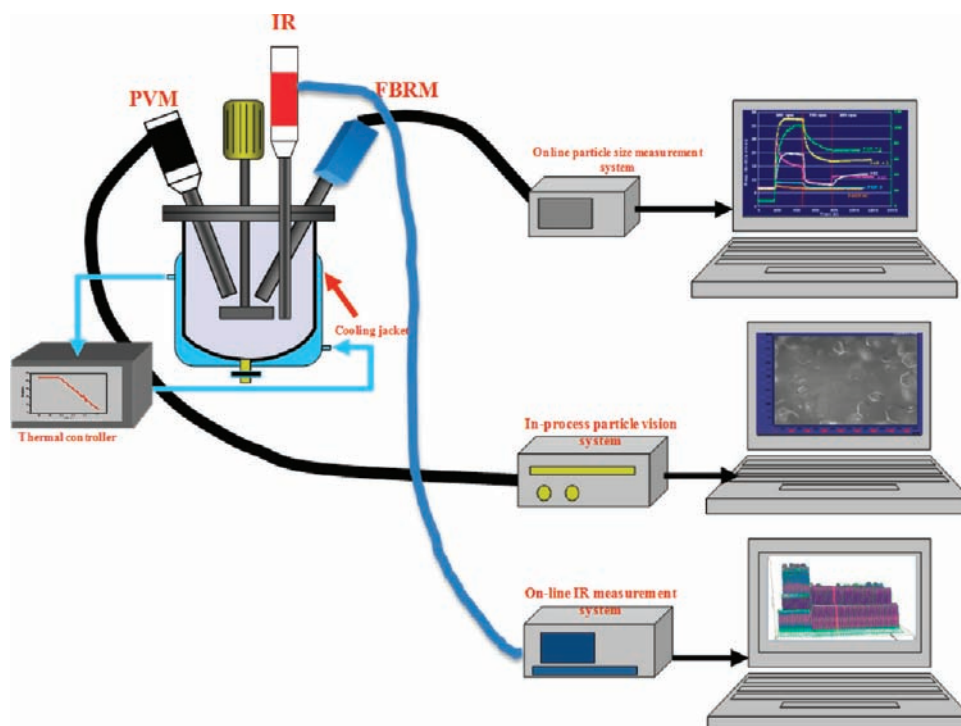 IR
PVM
FBRM
Online particle size measurement
system
Cooling jacket
Thermal controller
In-process particle vision
system
On-line IR measurement
system